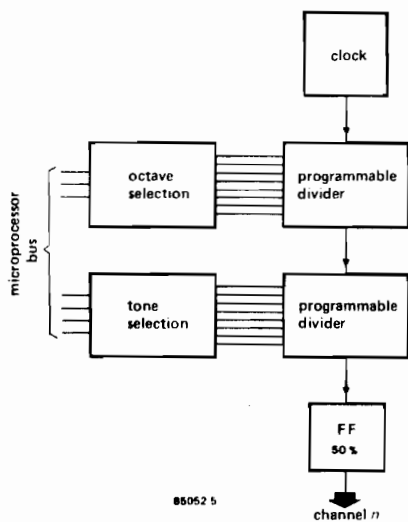 clock
octave
selection
programmable
divider
microprocessor
bus
tone
selection
programmable
divider
FF
50 %
85052 5
channel n